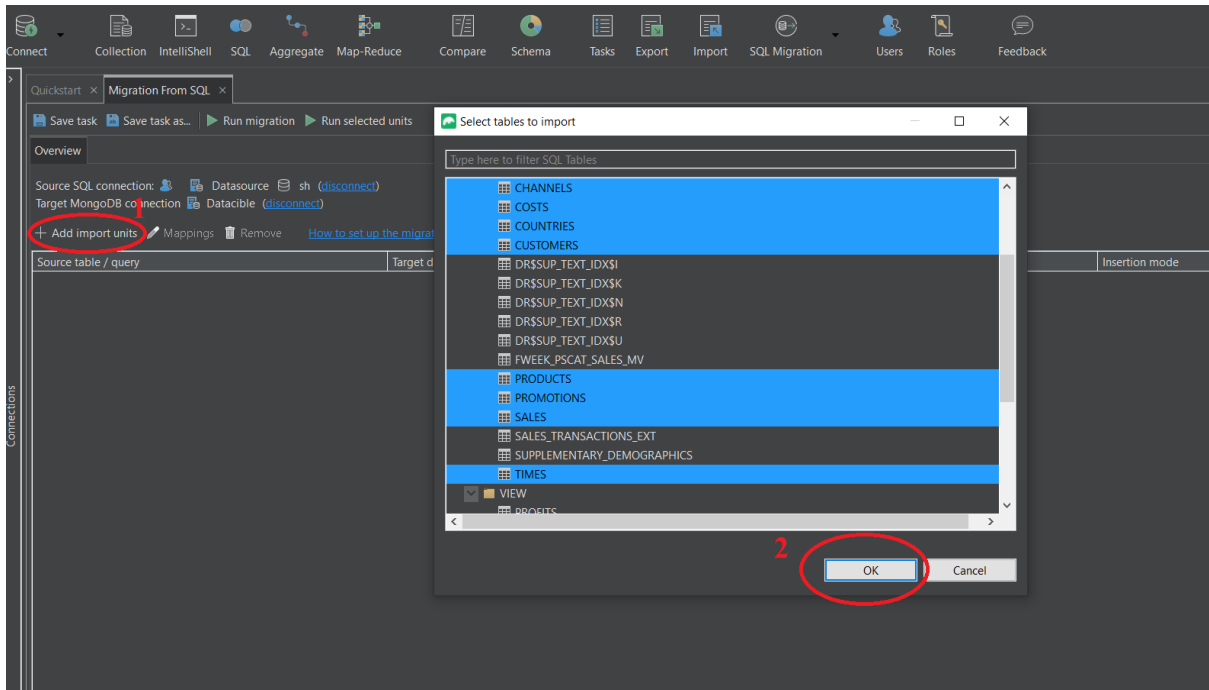 Connect Collection IntelliShell SQL Aggregate Map-Reduce Compare Schema Tasks Export Import SQL Migration Users Roles Feedback
Quickstart × Migration From SQL ×
Save task Save task as... Run migration Run selected units
Overview
Source SQL connection: Datasource sh (disconnect)
Target MongoDB connection Datacible (disconnect)
1
+ Add import units Mappings Remove How to set up the migrat
Source table / query Target d Insertion mode
Connections
Select tables to import
Type here to filter SQL Tables
CHANNELS
COSTS
COUNTRIES
CUSTOMERS
DR$SUP_TEXT_IDX$I
DR$SUP_TEXT_IDX$K
DR$SUP_TEXT_IDX$N
DR$SUP_TEXT_IDX$R
DR$SUP_TEXT_IDX$U
FWEEK_PSCAT_SALES_MV
PRODUCTS
PROMOTIONS
SALES
SALES_TRANSACTIONS_EXT
SUPPLEMENTARY_DEMOGRAPHICS
TIMES
VIEW
PROFITS
2
OK Cancel